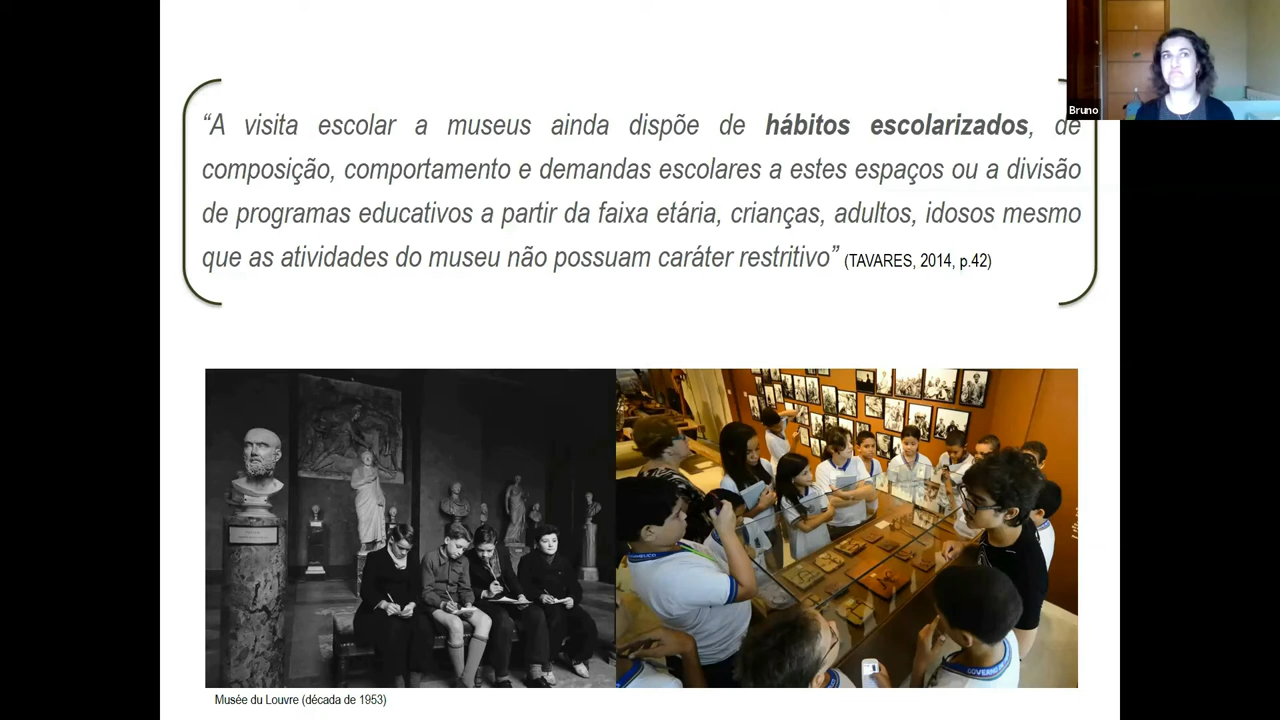 Bruno
“A visita escolar a museus ainda dispõe de hábitos escolarizados, de
composição, comportamento e demandas escolares a estes espaços ou a divisão
de programas educativos a partir da faixa etária, crianças, adultos, idosos mesmo
que as atividades do museu não possuam caráter restritivo” (TAVARES, 2014, p.42)
Musée du Louvre (década de 1953)